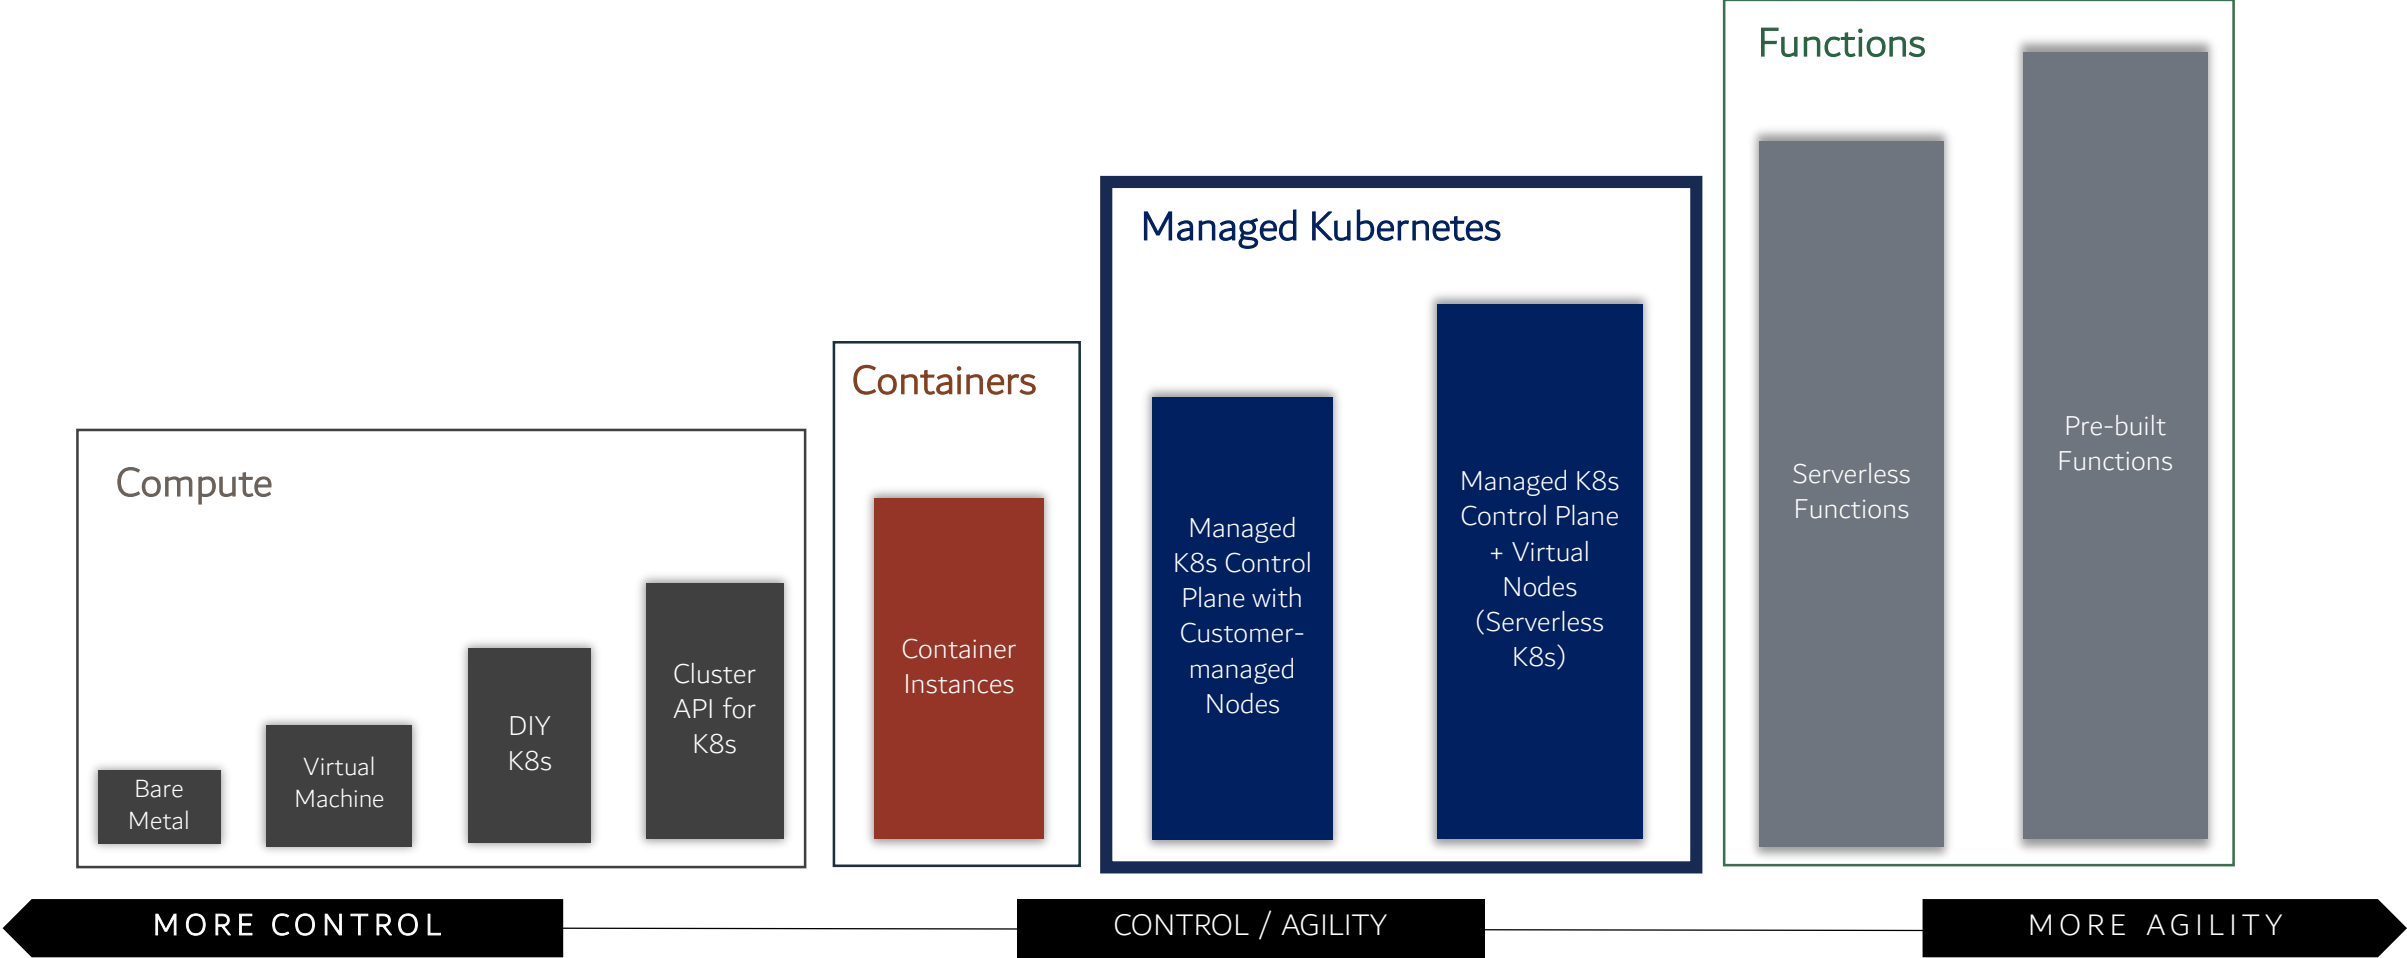 Functions
Managed Kubernetes
Containers
Compute
Bare
Metal
Virtual
Machine
DIY
K8s
Cluster
API for
K8s
Container
Instances
Managed
K8s Control
Plane with
Customer-
managed
Nodes
Managed K8s
Control Plane
+ Virtual
Nodes
(Serverless
K8s)
Serverless
Functions
Pre-built
Functions
MORE CONTROL
CONTROL / AGILITY
MORE AGILITY